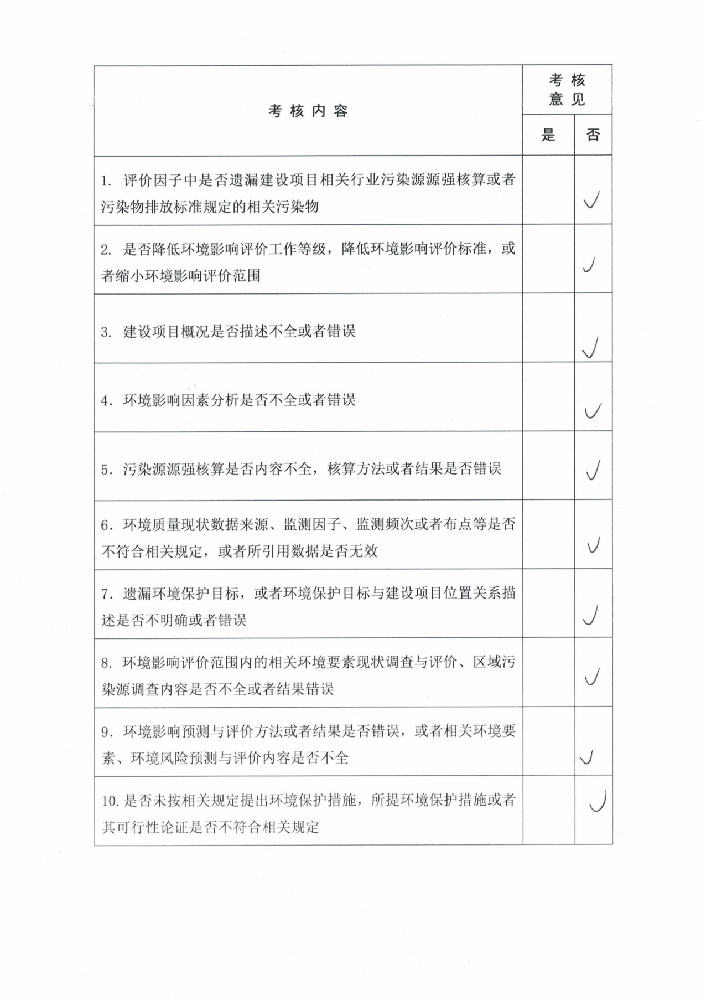 考核内容
考核
意见
是 否
1. 评价因子中是否遗漏建设项目相关行业污染源源强核算或者
污染物排放标准规定的相关污染物
✓
2. 是否降低环境影响评价工作等级，降低环境影响评价标准，或
者缩小环境影响评价范围
✓
3. 建设项目概况是否描述不全或者错误
✓
4. 环境影响因素分析是否不全或者错误
✓
5. 污染源源强核算是否内容不全，核算方法或者结果是否错误
✓
6. 环境质量现状数据来源、监测因子、监测频次或者布点等是否
不符合相关规定，或者所引用数据是否无效
✓
7. 遗漏环境保护目标，或者环境保护目标与建设项目位置关系描
述是否不明确或者错误
✓
8. 环境影响评价范围内的相关环境要素现状调查与评价、区域污
染源调查内容是否不全或者结果错误
✓
9. 环境影响预测与评价方法或者结果是否错误，或者相关环境要
素、环境风险预测与评价内容是否不全
✓
10. 是否未按相关规定提出环境保护措施，所提环境保护措施或者
其可行性论证是否不符合相关规定
✓